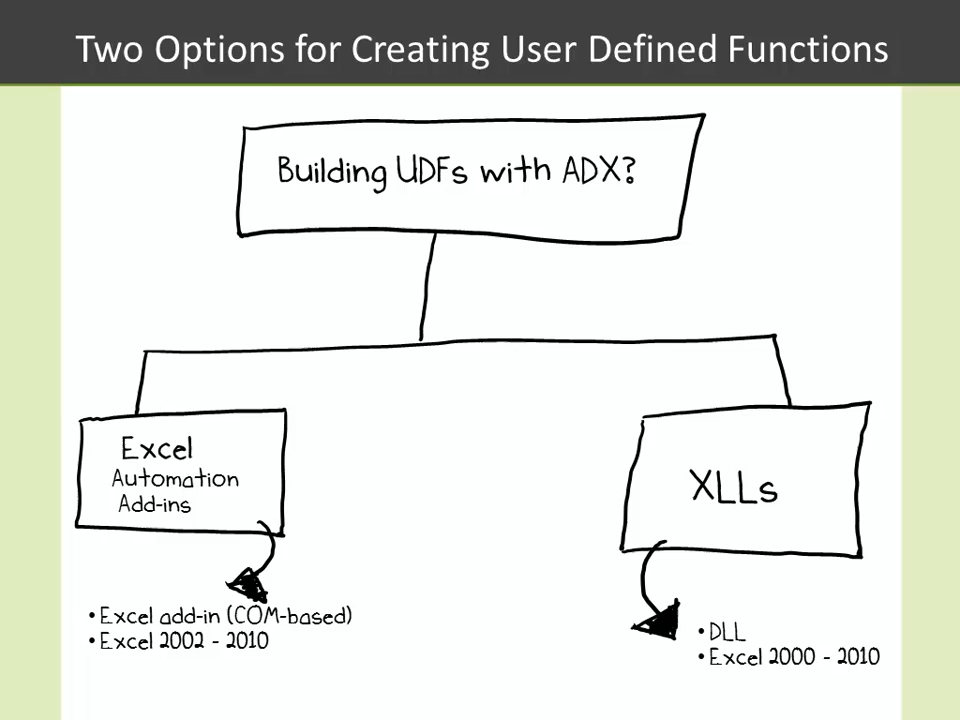 Two Options for Creating User Defined Functions
Building UDFs with ADX?
Excel
Automation
Add-ins
XLLs
•Excel add-in (COM-based)
•Excel 2002 - 2010
•DLL
•Excel 2000 - 2010